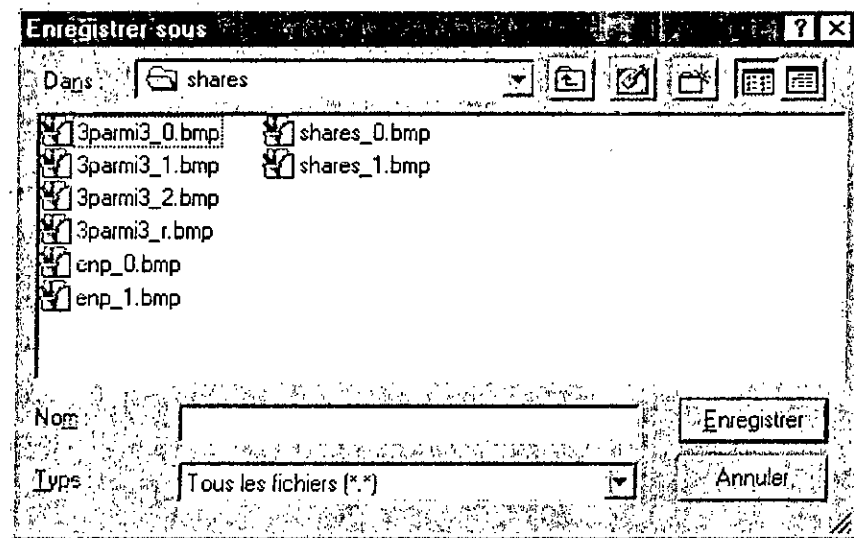 Enregistrer sous ? X
Dans : shares
3parmi3_0.bmp shares_0.bmp
3parmi3_1.bmp shares_1.bmp
3parmi3_2.bmp
3parmi3_r.bmp
enp_0.bmp
enp_1.bmp
Nom : Enregistrer
Type : Tous les fichiers (*.*) Annuler